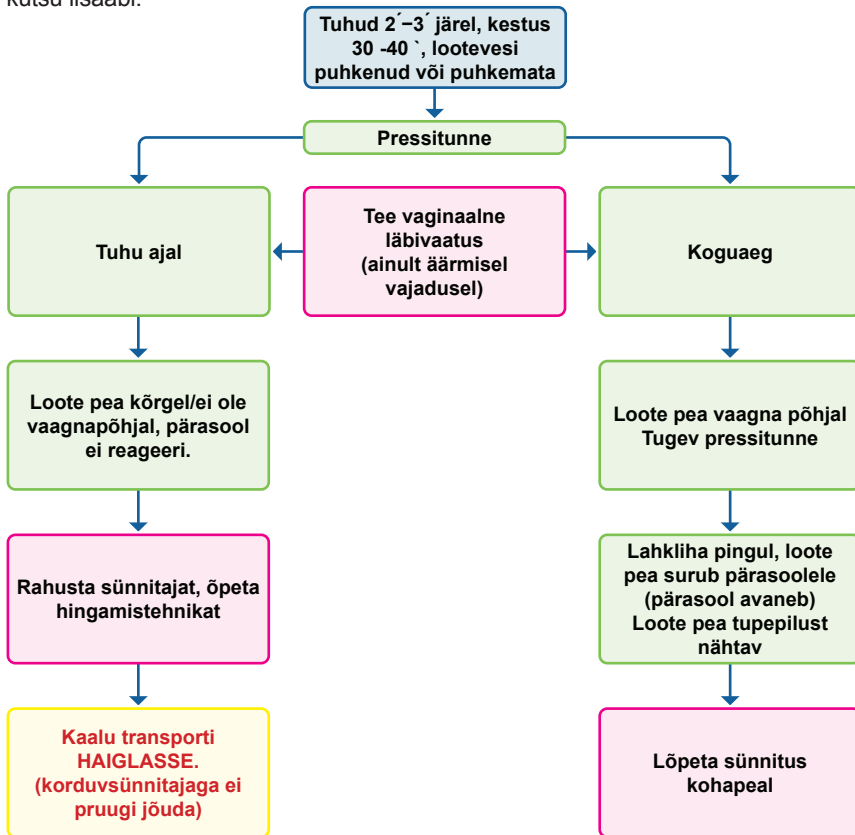 kutsu lisaabi.
Tuhud 2´–3´ järel, kestus
30 -40 `, lootevesi
puhkenud või puhkemata
Pressitunne
Tuhu ajal
Tee vaginaalne
läbivaatus
(ainult äärmisel
vajadusel)
Koguaeg
Loote pea kõrgel/ei ole
vaagnapõhjal, pärasool
ei reageeri.
Loote pea vaagna põhjal
Tugev pressitunne
Rahusta sünnitajat, õpeta
hingamistehnikat
Lahkliha pingul, loote
pea surub pärasoolele
(pärasool avaneb)
Loote pea tupepilust
nähtav
Kaalu transporti
HAIGLASSE.
(korduvsünnitajaga ei
pruugi jõuda)
Lõpeta sünnitus
kohapeal